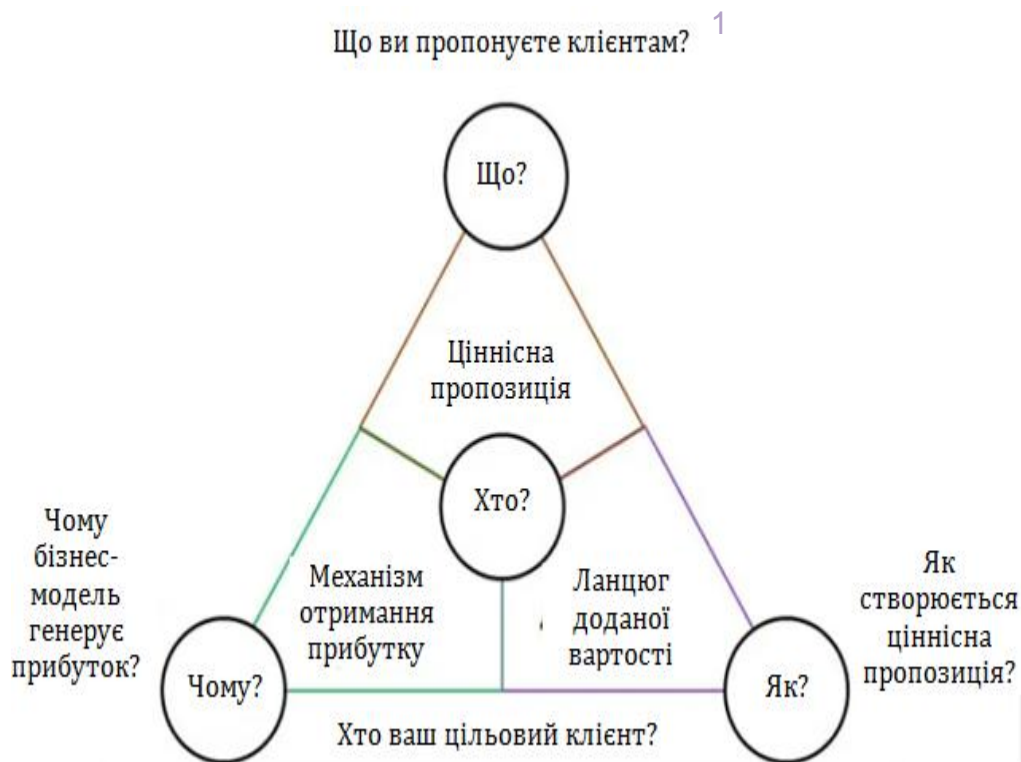 1
Що ви пропонуєте клієнтам?
Що?
Ціннісна
пропозиція
Хто?
Чому
бізнес-
модель
генерує
прибуток?
Механізм
отримання
прибутку
Ланцюг
доданої
вартості
Як
створюється
ціннісна
пропозиція?
Чому?
Як?
Хто ваш цільовий клієнт?